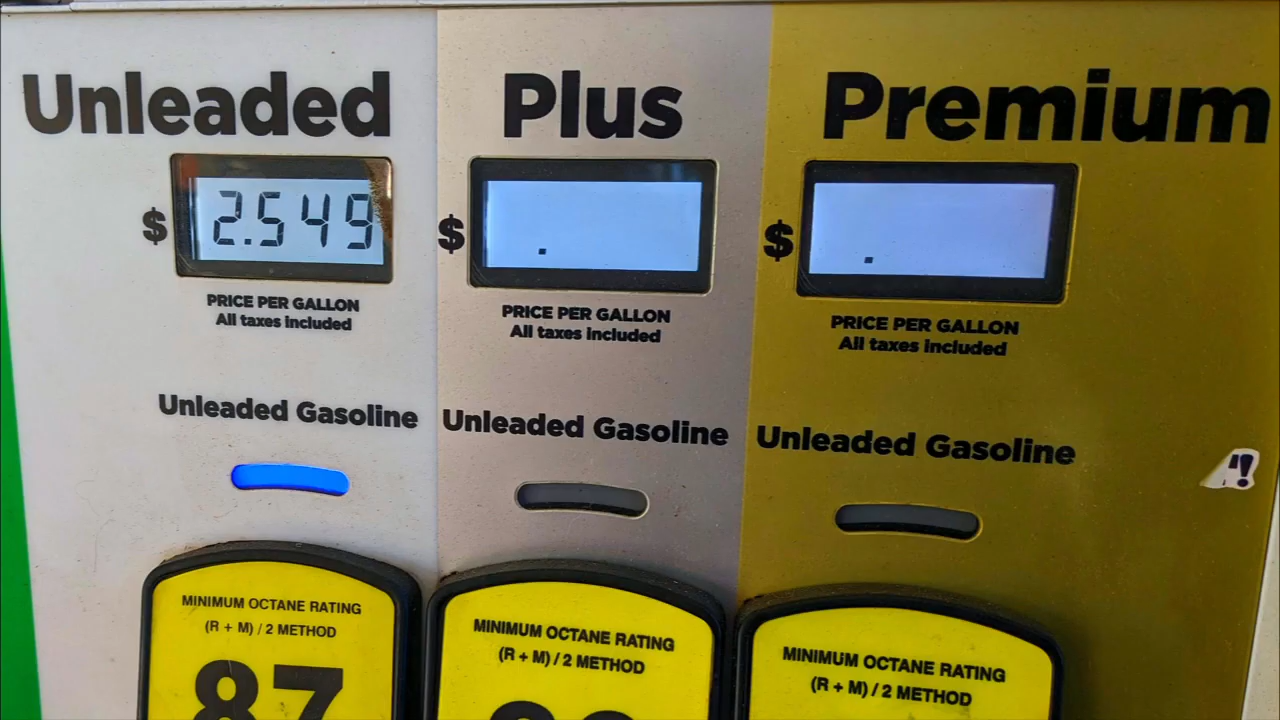 Unleaded
$ 2.549
PRICE PER GALLON
All taxes included
Unleaded Gasoline
MINIMUM OCTANE RATING
(R + M) / 2 METHOD
87
Plus
$ .
PRICE PER GALLON
All taxes included
Unleaded Gasoline
MINIMUM OCTANE RATING
(R + M) / 2 METHOD
Premium
$ .
PRICE PER GALLON
All taxes included
Unleaded Gasoline
MINIMUM OCTANE RATING
(R + M) / 2 METHOD